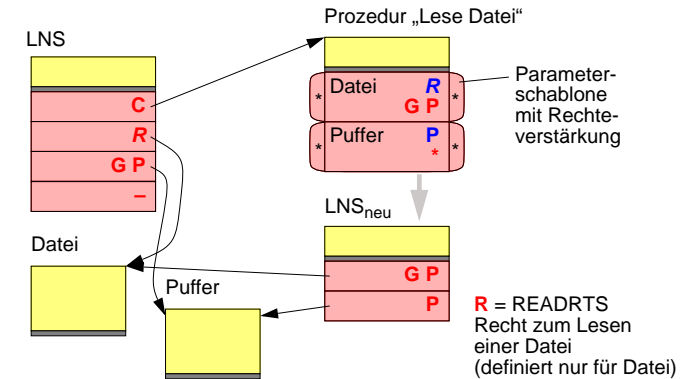 Prozedur „Lese Datei“
LNS
C
R
G P
–
* Datei R *
G P
* Puffer P *
*
Parameter-
schablone
mit Rechte-
verstärkung
LNSneu
G P
P
Datei
Puffer
R = READRTS
Recht zum Lesen
einer Datei
(definiert nur für Datei)